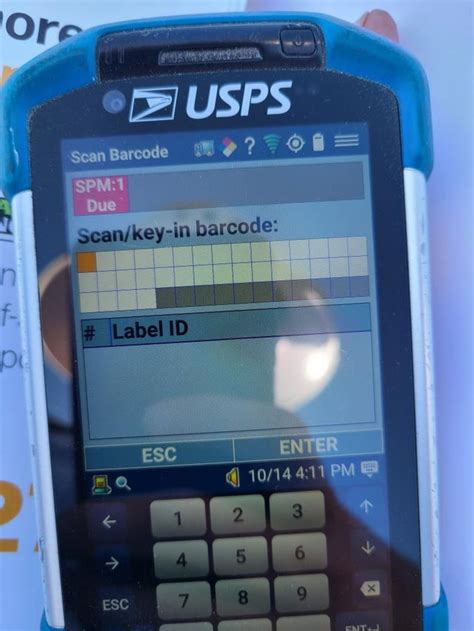 ore
USPS
Scan Barcode ?
SPM:1
Due
Scan/key-in barcode:
# Label ID
ESC ENTER
10/14 4:11 PM
← 1 2 3 ↑
→ 4 5 6 ↓
ESC 7 8 9
ENT